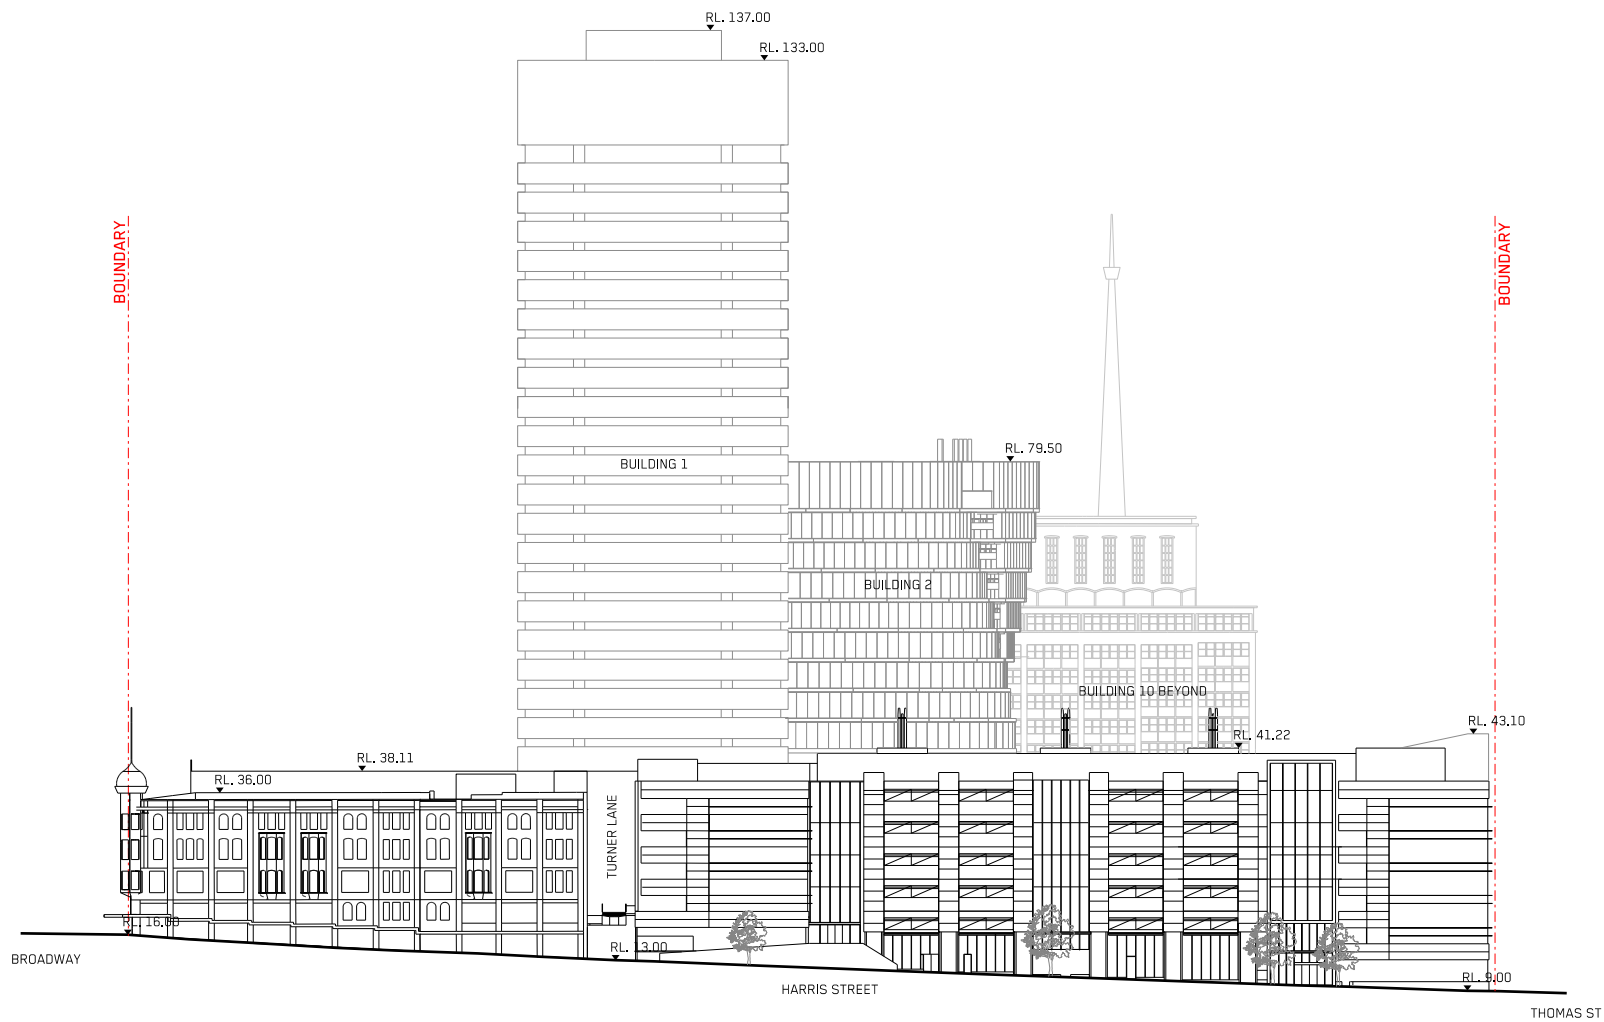 RL. 137.00
RL. 133.00
BOUNDARY
BOUNDARY
RL. 79.50
BUILDING 1
BUILDING 2
BUILDING 10 BEYOND
RL. 43.10
RL. 41.22
RL. 38.11
RL. 36.00
TURNER LANE
RL. 16.00
RL. 13.00
BROADWAY
RL. 9.00
HARRIS STREET
THOMAS ST